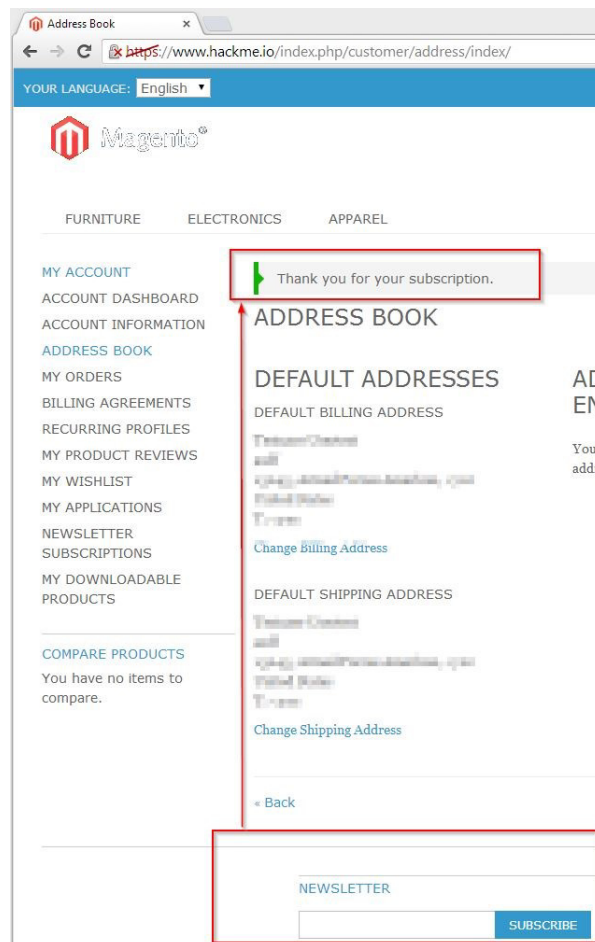 Address Book
https://www.hackme.io/index.php/customer/address/index/
YOUR LANGUAGE: English
Magento®
FURNITURE ELECTRONICS APPAREL
MY ACCOUNT
ACCOUNT DASHBOARD
ACCOUNT INFORMATION
ADDRESS BOOK
MY ORDERS
BILLING AGREEMENTS
RECURRING PROFILES
MY PRODUCT REVIEWS
MY WISHLIST
MY APPLICATIONS
NEWSLETTER
SUBSCRIPTIONS
MY DOWNLOADABLE
PRODUCTS
COMPARE PRODUCTS
You have no items to
compare.
Thank you for your subscription.
ADDRESS BOOK
DEFAULT ADDRESSES
DEFAULT BILLING ADDRESS
Change Billing Address
DEFAULT SHIPPING ADDRESS
Change Shipping Address
« Back
AD
EN
You
add
NEWSLETTER
SUBSCRIBE